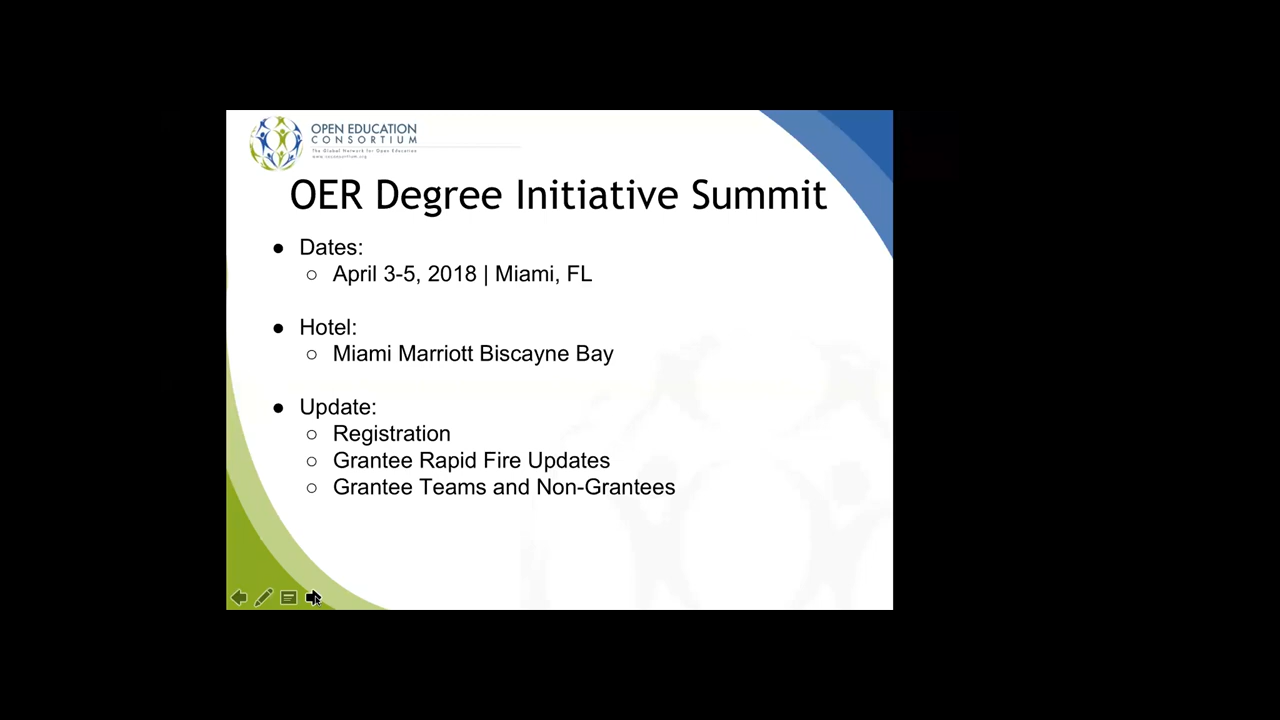 OPEN EDUCATION
CONSORTIUM
The Global Network for Open Education
www.oeconsortium.org
OER Degree Initiative Summit
● Dates:
○ April 3-5, 2018 | Miami, FL
● Hotel:
○ Miami Marriott Biscayne Bay
● Update:
○ Registration
○ Grantee Rapid Fire Updates
○ Grantee Teams and Non-Grantees